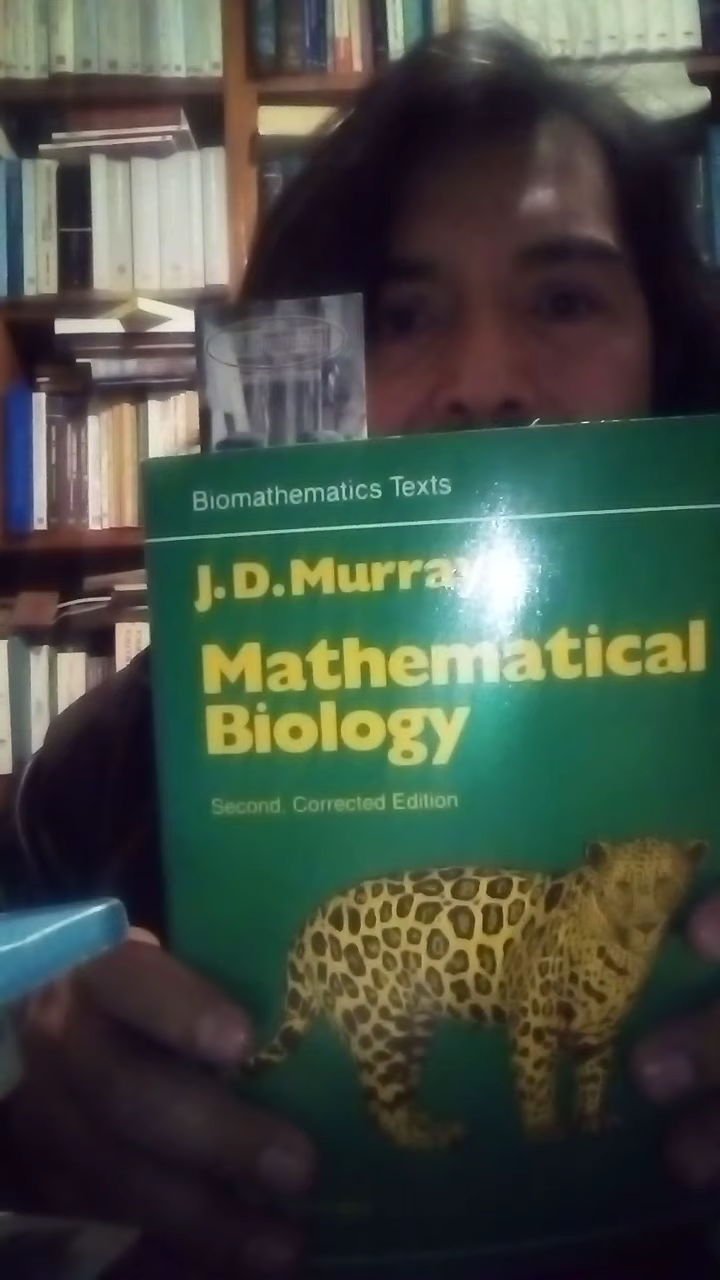 Biomathematics Texts
J.D.Murray
Mathematical
Biology
Second, Corrected Edition